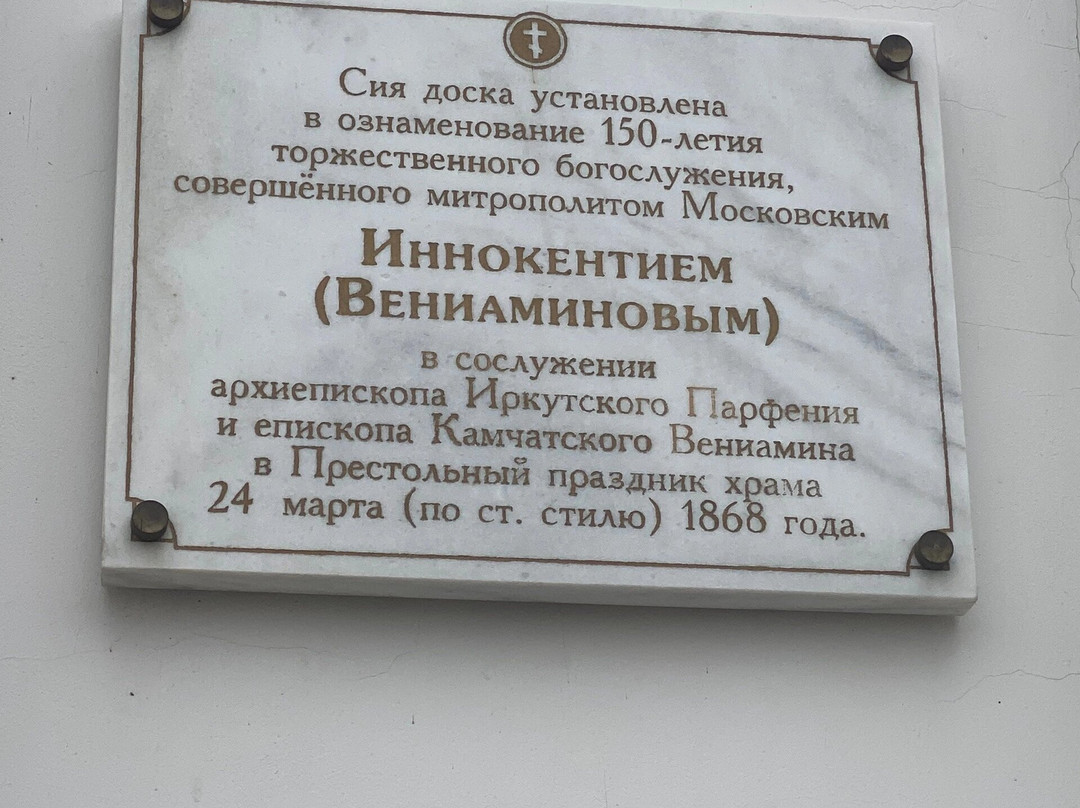 Сия доска установлена
в ознаменование 150-летия
торжественного богослужения,
совершённого митрополитом Московским
Иннокентием
(Вениаминовым)
в сослужении
архиепископа Иркутского Парфения
и епископа Камчатского Вениамина
в Престольный праздник храма
24 марта (по ст. стилю) 1868 года.